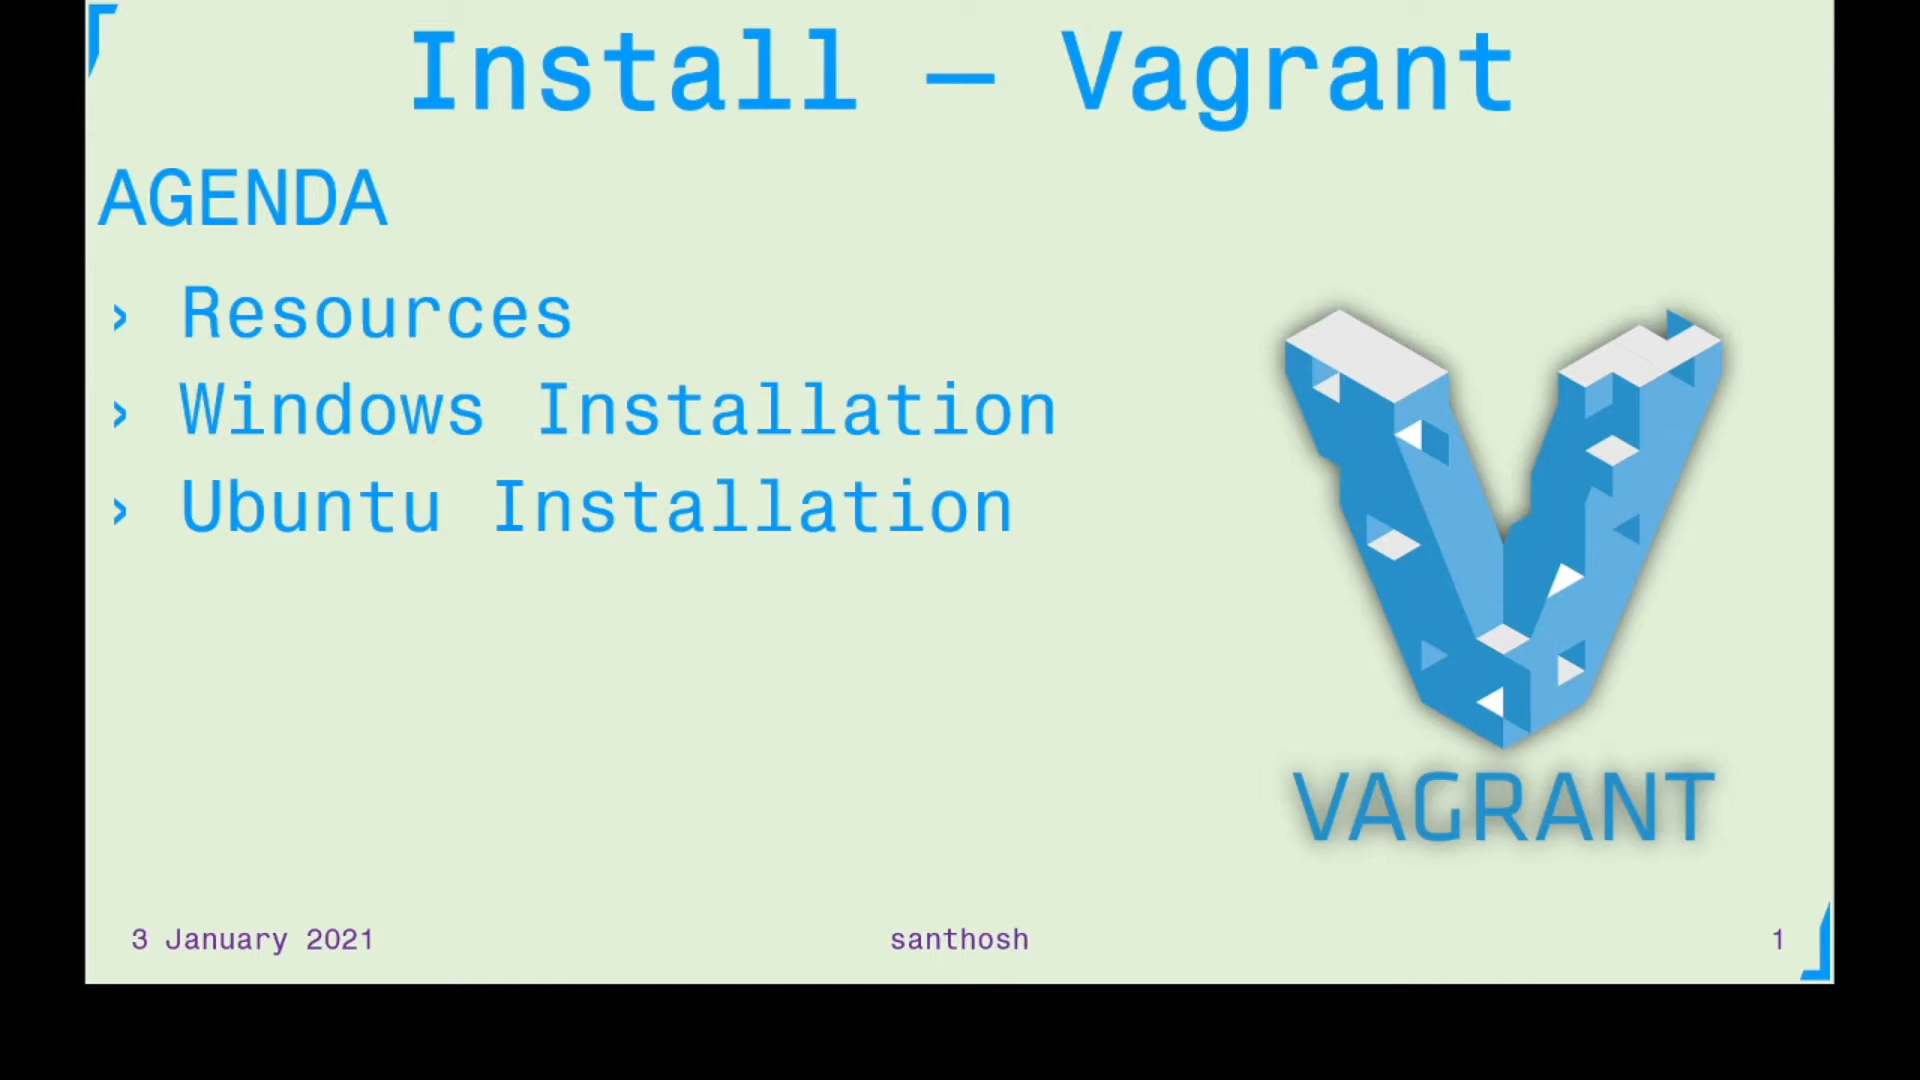 Install – Vagrant
AGENDA
› Resources
› Windows Installation
› Ubuntu Installation
VAGRANT
3 January 2021
santhosh
1